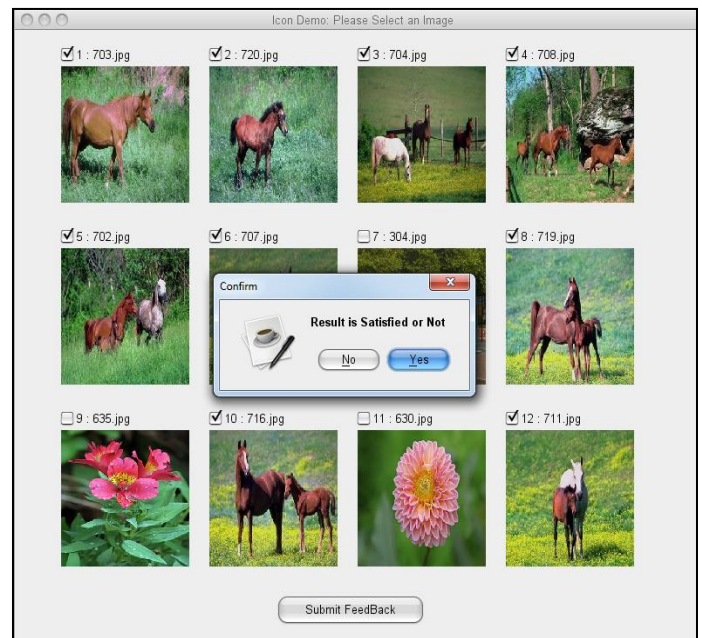 Icon Demo: Please Select an Image
1 : 703.jpg
2 : 720.jpg
3 : 704.jpg
4 : 708.jpg
5 : 702.jpg
6 : 707.jpg
7 : 304.jpg
8 : 719.jpg
Confirm
Result is Satisfied or Not
No
Yes
9 : 635.jpg
10 : 716.jpg
11 : 630.jpg
12 : 711.jpg
Submit FeedBack